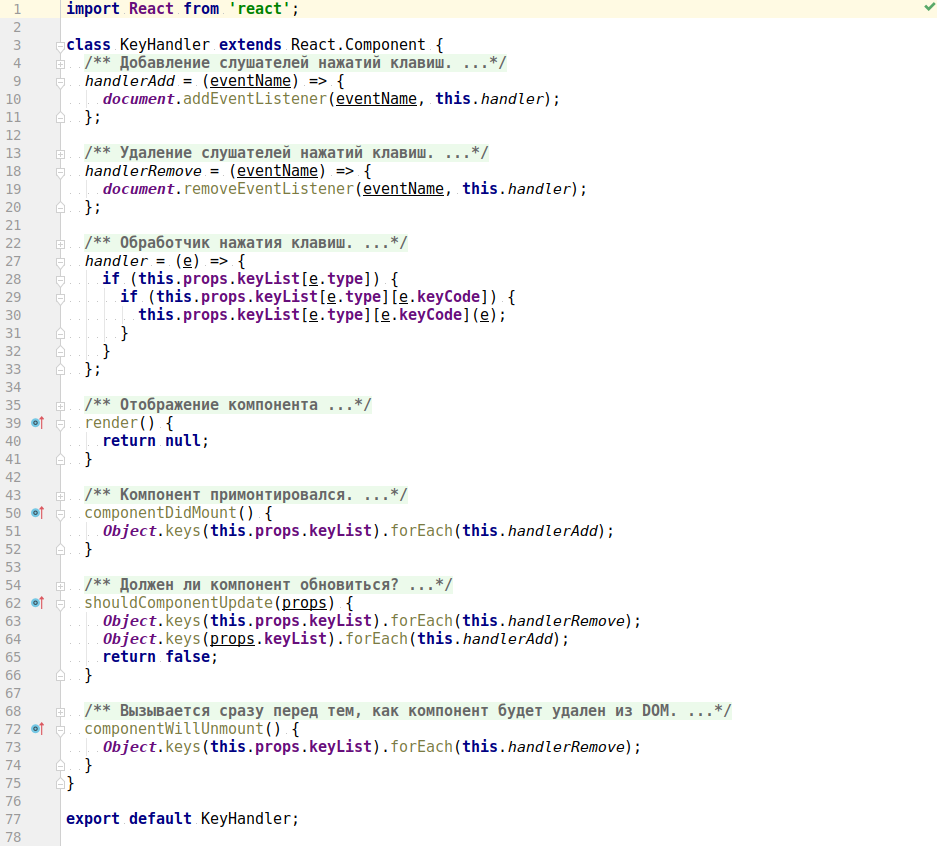 1 import React from 'react';
2
3 class KeyHandler extends React.Component {
4   /** Добавление слушателей нажатий клавиш. ...*/
9   handlerAdd = (eventName) => {
10     document.addEventListener(eventName, this.handler);
11   };
12
13   /** Удаление слушателей нажатий клавиш. ...*/
18   handlerRemove = (eventName) => {
19     document.removeEventListener(eventName, this.handler);
20   };
21
22   /** Обработчик нажатия клавиш. ...*/
27   handler = (e) => {
28     if (this.props.keyList[e.type]) {
29       if (this.props.keyList[e.type][e.keyCode]) {
30         this.props.keyList[e.type][e.keyCode](e);
31       }
32     }
33   };
34
35   /** Отображение компонента ...*/
39   render() {
40     return null;
41   }
42
43   /** Компонент примонтировался. ...*/
50   componentDidMount() {
51     Object.keys(this.props.keyList).forEach(this.handlerAdd);
52   }
53
54   /** Должен ли компонент обновиться? ...*/
62   shouldComponentUpdate(props) {
63     Object.keys(this.props.keyList).forEach(this.handlerRemove);
64     Object.keys(props.keyList).forEach(this.handlerAdd);
65     return false;
66   }
67
68   /** Вызывается сразу перед тем, как компонент будет удален из DOM. ...*/
72   componentWillUnmount() {
73     Object.keys(this.props.keyList).forEach(this.handlerRemove);
74   }
75 }
76
77 export default KeyHandler;
78